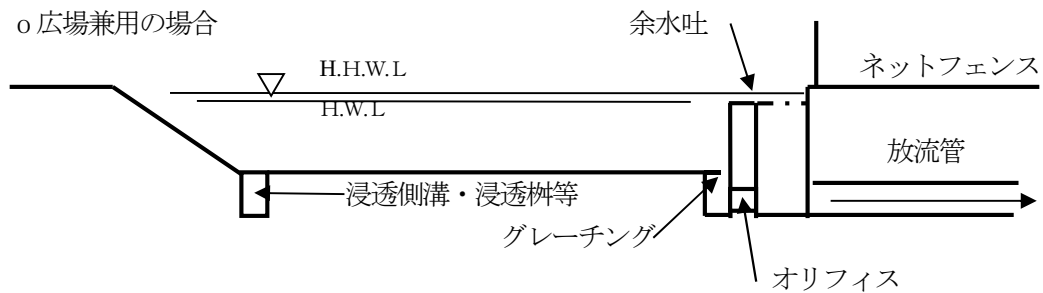 o 広場兼用の場合
余水吐
H.H.W.L
ネットフェンス
H.W.L
放流管
浸透側溝・浸透桝等
グレーチング
オリフィス